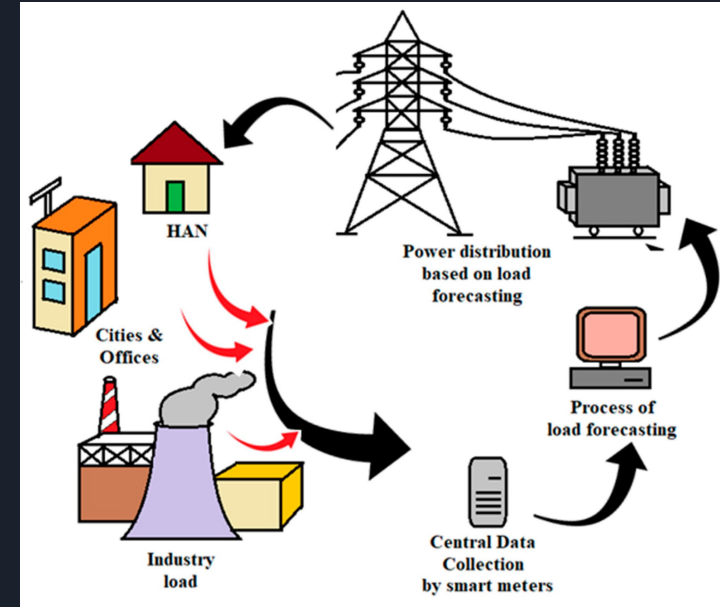 HAN
Power distribution
based on load
forecasting
Cities &
Offices
Process of
load forecasting
Central Data
Collection
by smart meters
Industry
load